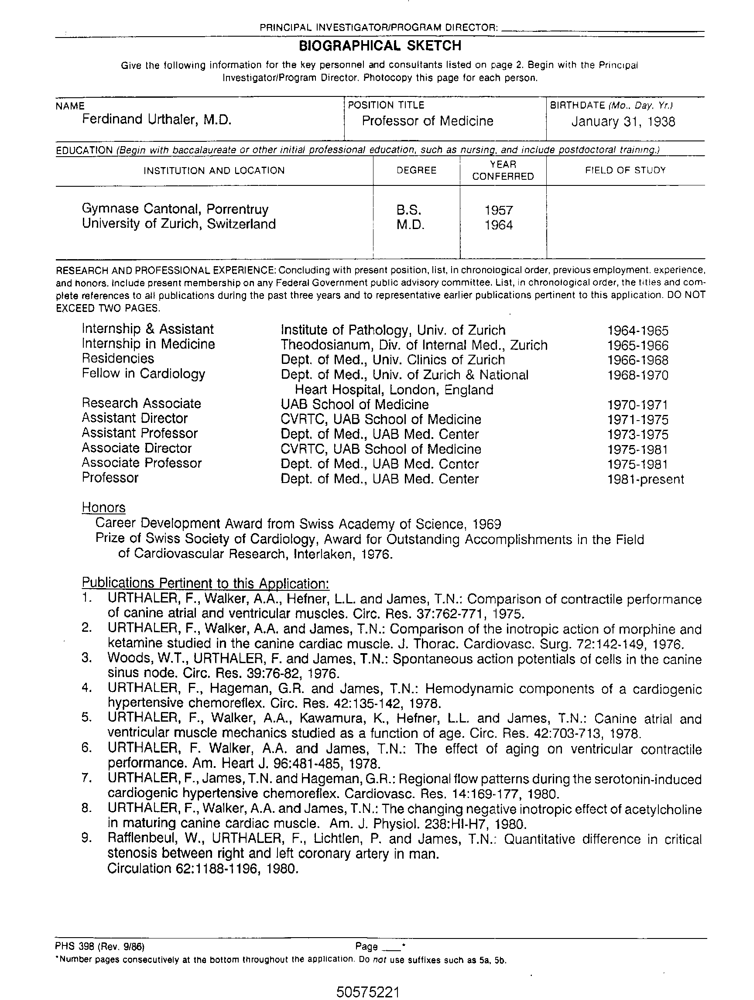 PRINCIPAL INVESTIGATOR/PROGRAM DIRECTOR:
BIOGRAPHICAL SKETCH
Give the following information for the key personnel and consultants listed on page 2. Begin with the Principal
Investigator/Program Director. Photocopy this page for each person.
NAME POSITION TITLE BIRTHDATE (Mo., Day, Yr.)
Ferdinand Urthaler, M.D. Professor of Medicine January 31, 1938
EDUCATION (Begin with baccalaureate or other initial professional education, such as nursing, and include postdoctoral training.)
INSTITUTION AND LOCATION DEGREE YEAR CONFERRED FIELD OF STUDY
Gymnase Cantonal, Porrentruy B.S. 1957
University of Zurich, Switzerland M.D. 1964
RESEARCH AND PROFESSIONAL EXPERIENCE: Concluding with present position, list, in chronological order, previous employment, experience,
and honors. Include present membership on any Federal Government public advisory committee. List, in chronological order, the titles and com-
plete references to all publications during the past three years and to representative earlier publications pertinent to this application. DO NOT
EXCEED TWO PAGES.
Internship & Assistant Institute of Pathology, Univ. of Zurich 1964-1965
Internship in Medicine Theodosianum, Div. of Internal Med., Zurich 1965-1966
Residencies Dept. of Med., Univ. Clinics of Zurich 1966-1968
Fellow in Cardiology Dept. of Med., Univ. of Zurich & National 1968-1970
Heart Hospital, London, England
Research Associate UAB School of Medicine 1970-1971
Assistant Director CVRTC, UAB School of Medicine 1971-1975
Assistant Professor Dept. of Med., UAB Med. Center 1973-1975
Associate Director CVRTC, UAB School of Medicine 1975-1981
Associate Professor Dept. of Med., UAB Med. Center 1975-1981
Professor Dept. of Med., UAB Med. Center 1981-present
Honors
Career Development Award from Swiss Academy of Science, 1969
Prize of Swiss Society of Cardiology, Award for Outstanding Accomplishments in the Field
of Cardiovascular Research, Interlaken, 1976.
Publications Pertinent to this Application:
1. URTHALER, F., Walker, A.A., Hefner, L.L. and James, T.N.: Comparison of contractile performance
of canine atrial and ventricular muscles. Circ. Res. 37:762-771, 1975.
2. URTHALER, F., Walker, A.A. and James, T.N.: Comparison of the inotropic action of morphine and
ketamine studied in the canine cardiac muscle. J. Thorac. Cardiovasc. Surg. 72:142-149, 1976.
3. Woods, W.T., URTHALER, F. and James, T.N.: Spontaneous action potentials of cells in the canine
sinus node. Circ. Res. 39:76-82, 1976.
4. URTHALER, F., Hageman, G.R. and James, T.N.: Hemodynamic components of a cardiogenic
hypertensive chemoreflex. Circ. Res. 42:135-142, 1978.
5. URTHALER, F., Walker, A.A., Kawamura, K., Hefner, L.L. and James, T.N.: Canine atrial and
ventricular muscle mechanics studied as a function of age. Circ. Res. 42:703-713, 1978.
6. URTHALER, F. Walker, A.A. and James, T.N.: The effect of aging on ventricular contractile
performance. Am. Heart J. 96:481-485, 1978.
7. URTHALER, F., James, T.N. and Hageman, G.R.: Regional flow patterns during the serotonin-induced
cardiogenic hypertensive chemoreflex. Cardiovasc. Res. 14:169-177, 1980.
8. URTHALER, F., Walker, A.A. and James, T.N.: The changing negative inotropic effect of acetylcholine
in maturing canine cardiac muscle. Am. J. Physiol. 238:HI-H7, 1980.
9. Rafflenbeul, W., URTHALER, F., Lichtlen, P. and James, T.N.: Quantitative difference in critical
stenosis between right and left coronary artery in man.
Circulation 62:1188-1196, 1980.
PHS 398 (Rev. 9/86) Page ___*
*Number pages consecutively at the bottom throughout the application. Do not use suffixes such as 5a, 5b.
50575221